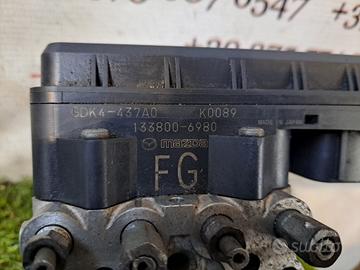 GDK4-437A0 K0089
MADE IN JAPAN
133800-6980
mazda
FG
subito